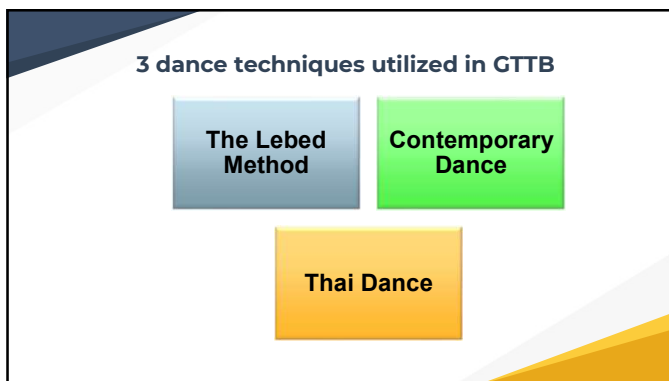 3 dance techniques utilized in GTTB
The Lebed
Method
Contemporary
Dance
Thai Dance